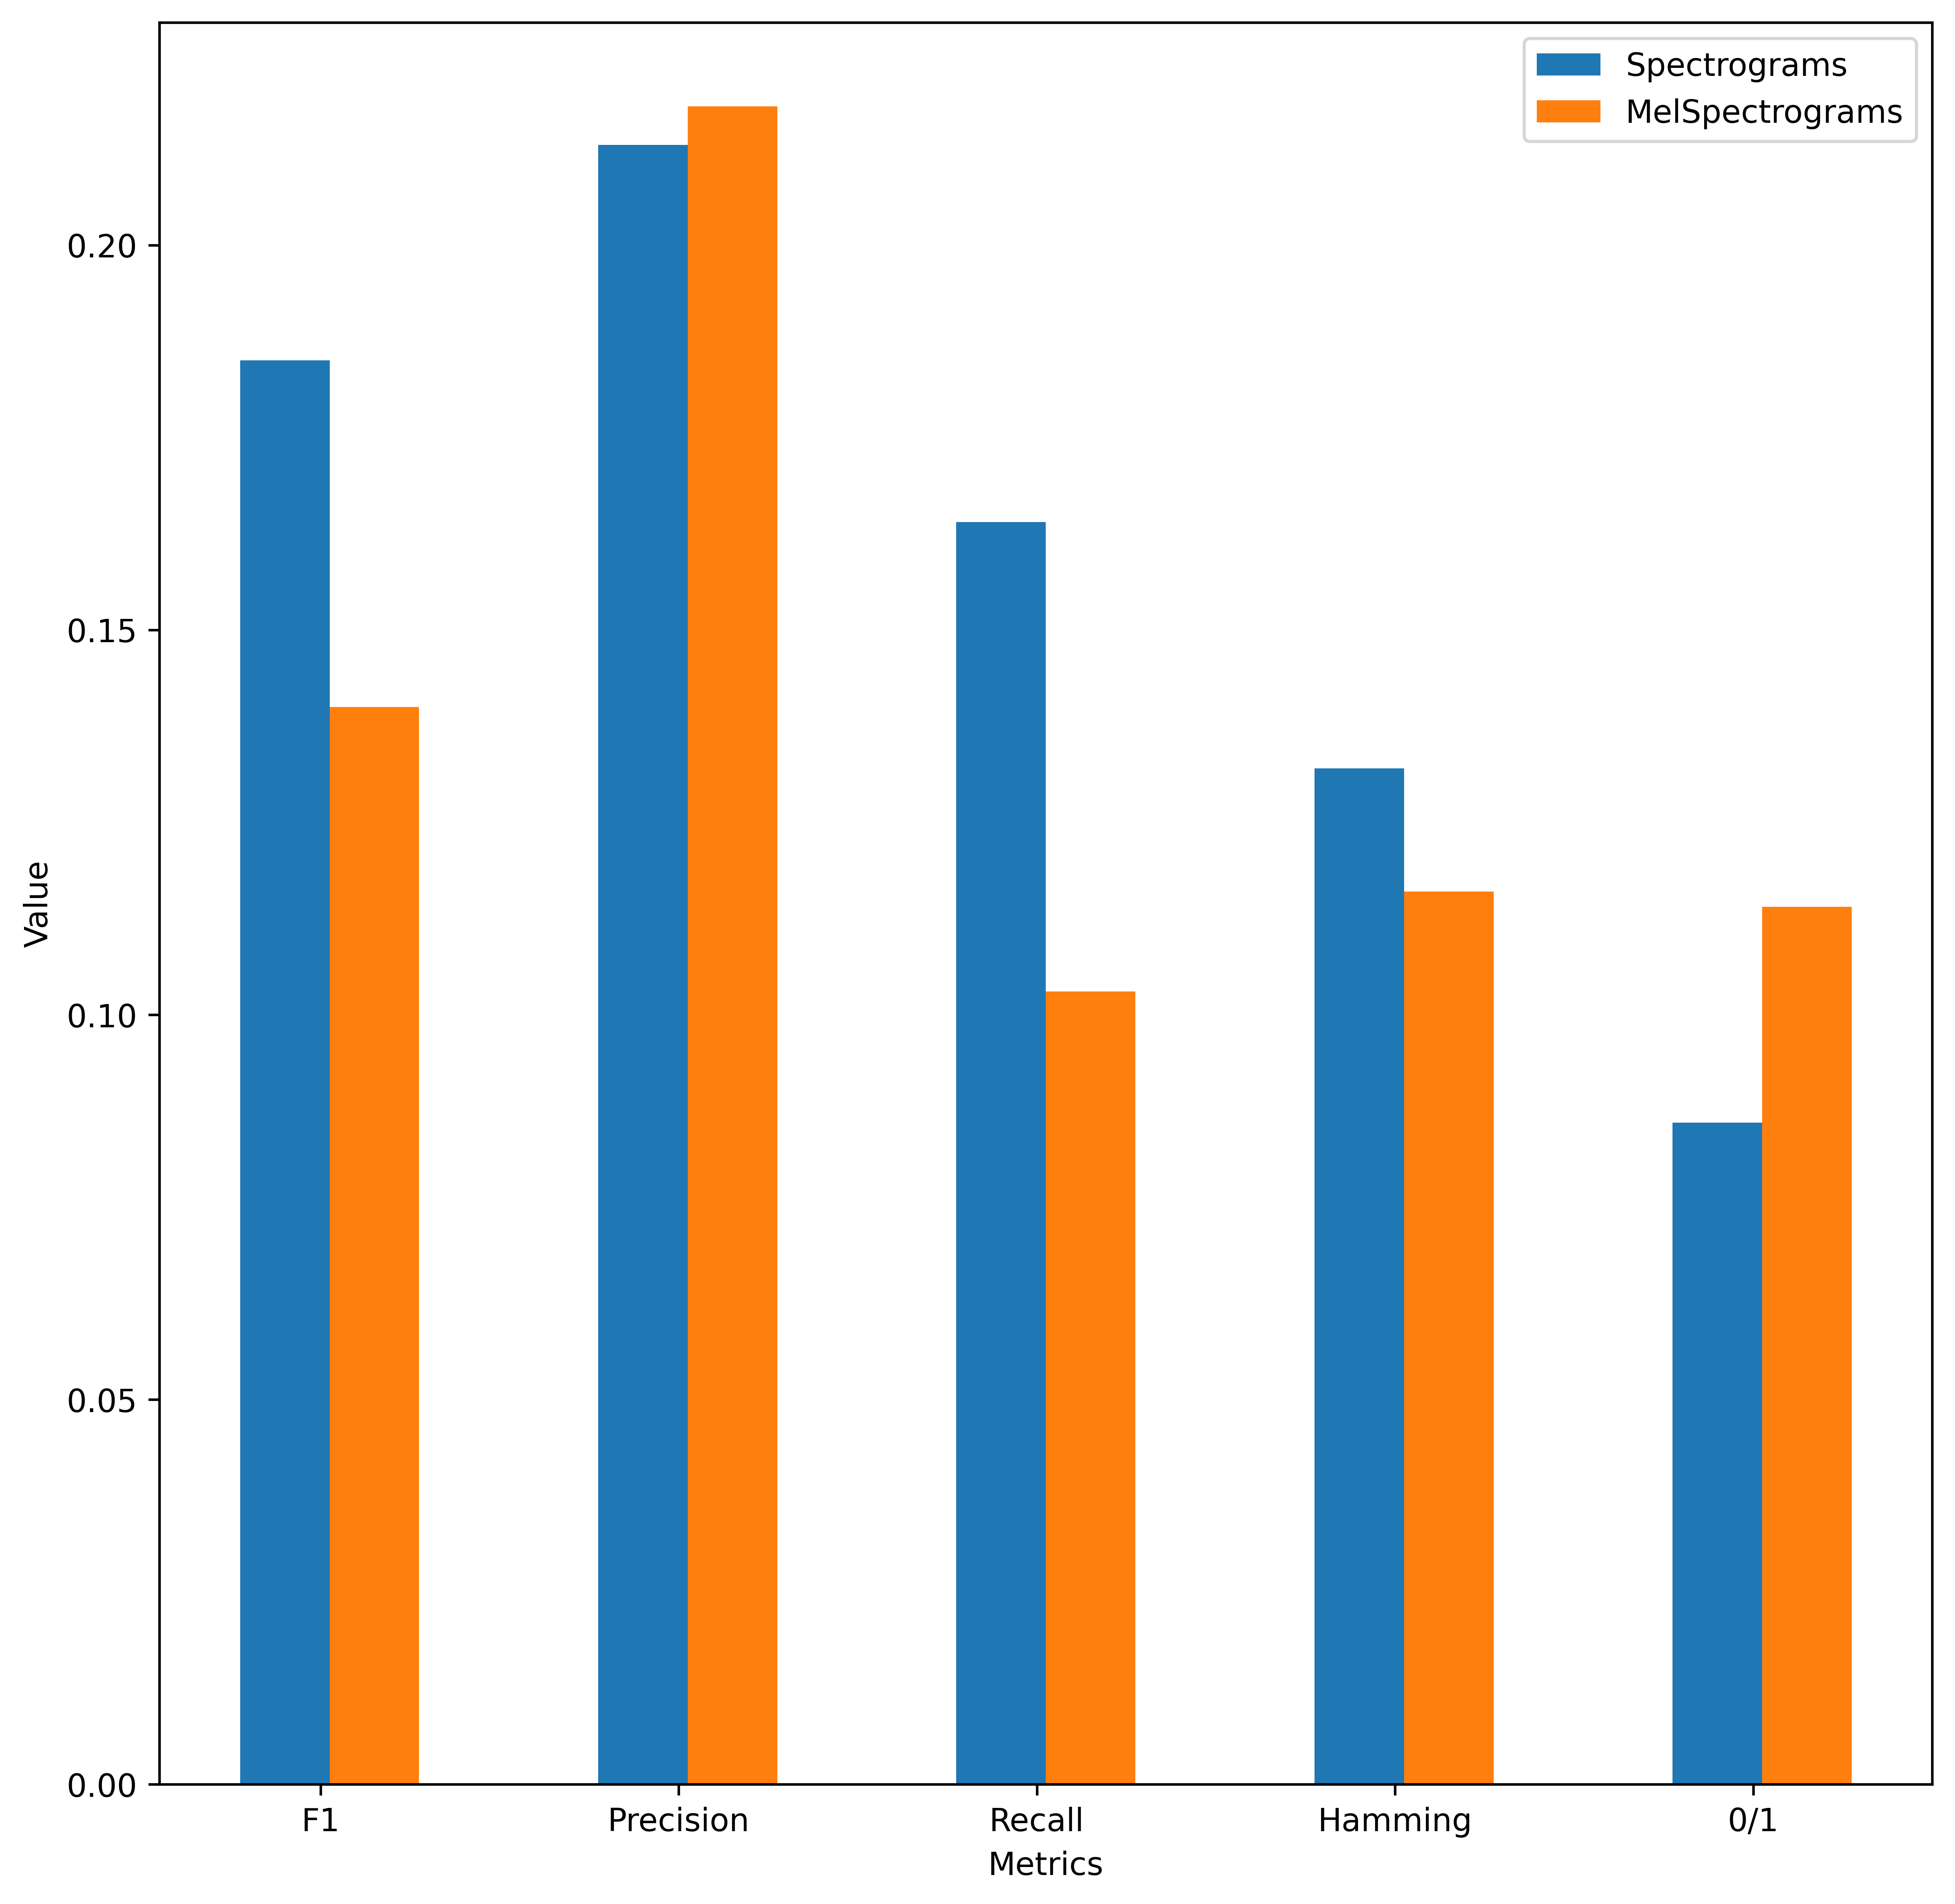 Spectrograms
MelSpectrograms
0.20
0.15
0.10
0.05
0.00
Value
F1 Precision Recall Hamming 0/1
Metrics